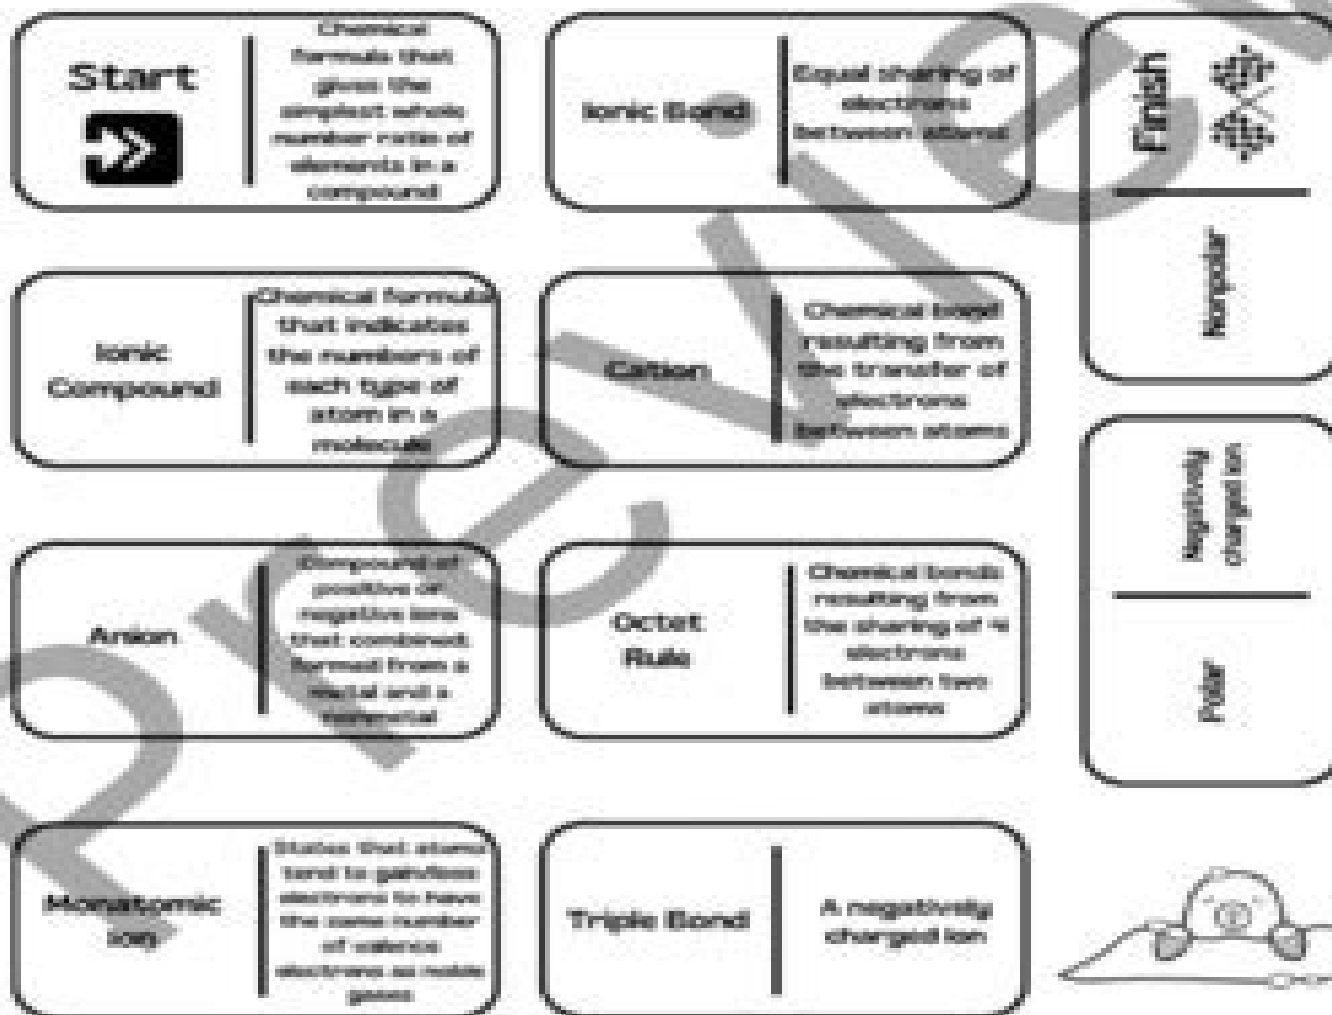 Start
Chemical
formula that
gives the
simplest whole
number ratio of
elements in a
compound
Ionic Bond
Equal sharing of
electrons
between atoms
Finish
Nonpolar
Ionic
Compound
Chemical formula
that indicates
the numbers of
each type of
atom in a
molecule
Cation
Chemical bond
resulting from
the transfer of
electrons
between atoms
Negatively
charged ion
Polar
Anion
Compound of
positive or
negative ions
that combined,
formed from a
metal and a
nonmetal
Octet
Rule
Chemical bonds
resulting from
the sharing of 4
electrons
between two
atoms
Monatomic
ion
States that atoms
tend to gain/lose
electrons to have
the same number
of valence
electrons as noble
gases
Triple Bond
A negatively
charged ion
Preview